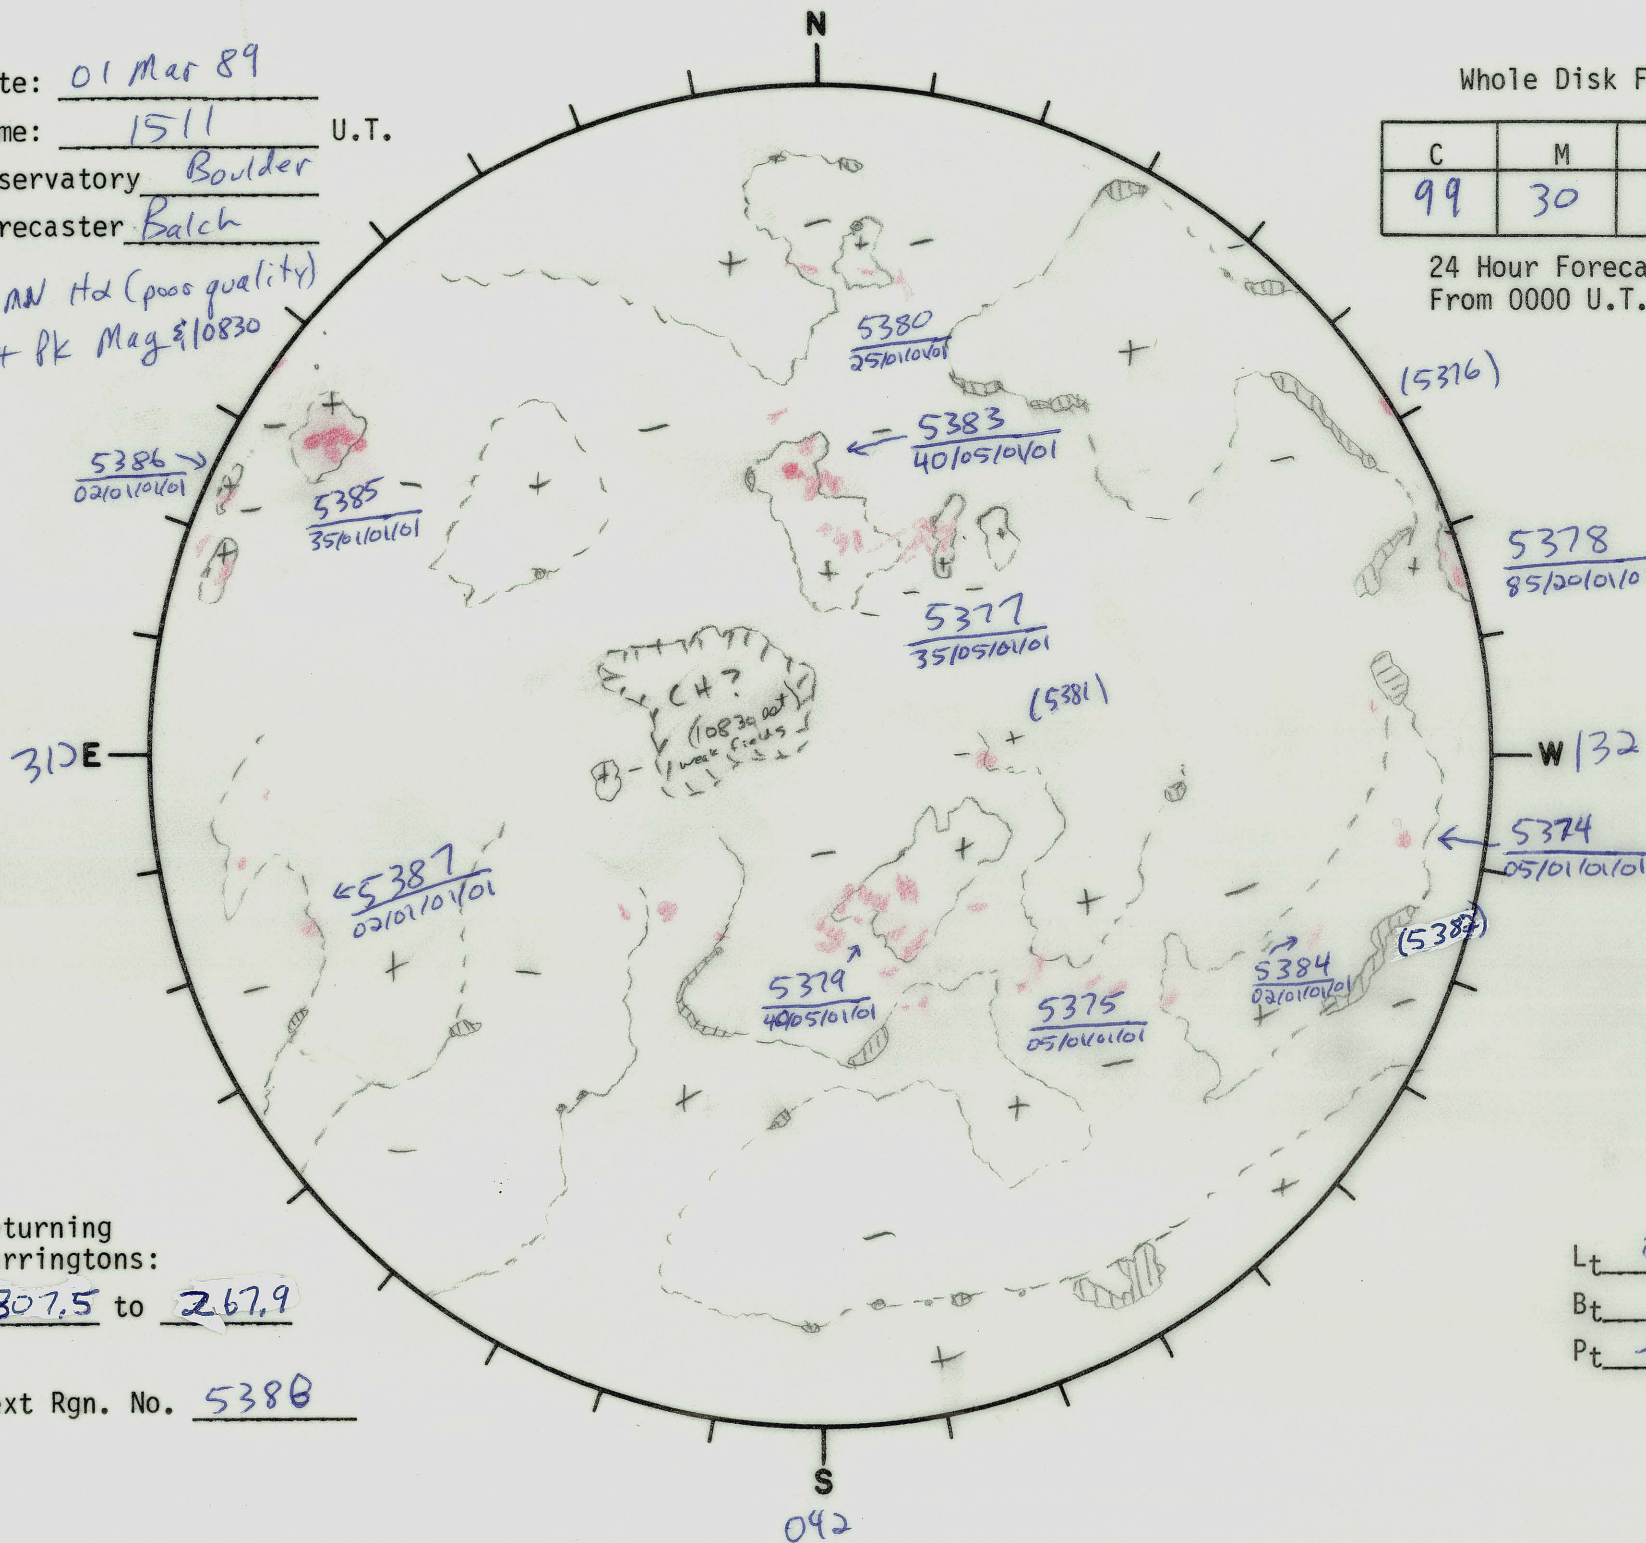 N
te: 01 Mar 89
me: 1511 U.T.
servatory Boulder
recaster Balch
MN Hα (poor quality)
+ Pk Mag & 10830
Whole Disk F
C M
99 30
24 Hour Foreca
From 0000 U.T.
5380
25/01/01/01
(5376)
5383
40/05/01/01
5386
02/01/01/01
5385
35/01/01/01
5378
85/20/01/0
5377
35/05/01/01
CH?
(10830 est)
weak fields
(5381)
E
W 132
5374
05/01/01/01
5387
02/01/01/01
(5382)
5384
02/01/01/01
5379
40/05/01/01
5375
05/01/01/01
turning
rringtons:
307.5 to 267.9
ext Rgn. No. 5388
Lt
Bt
Pt
S
042